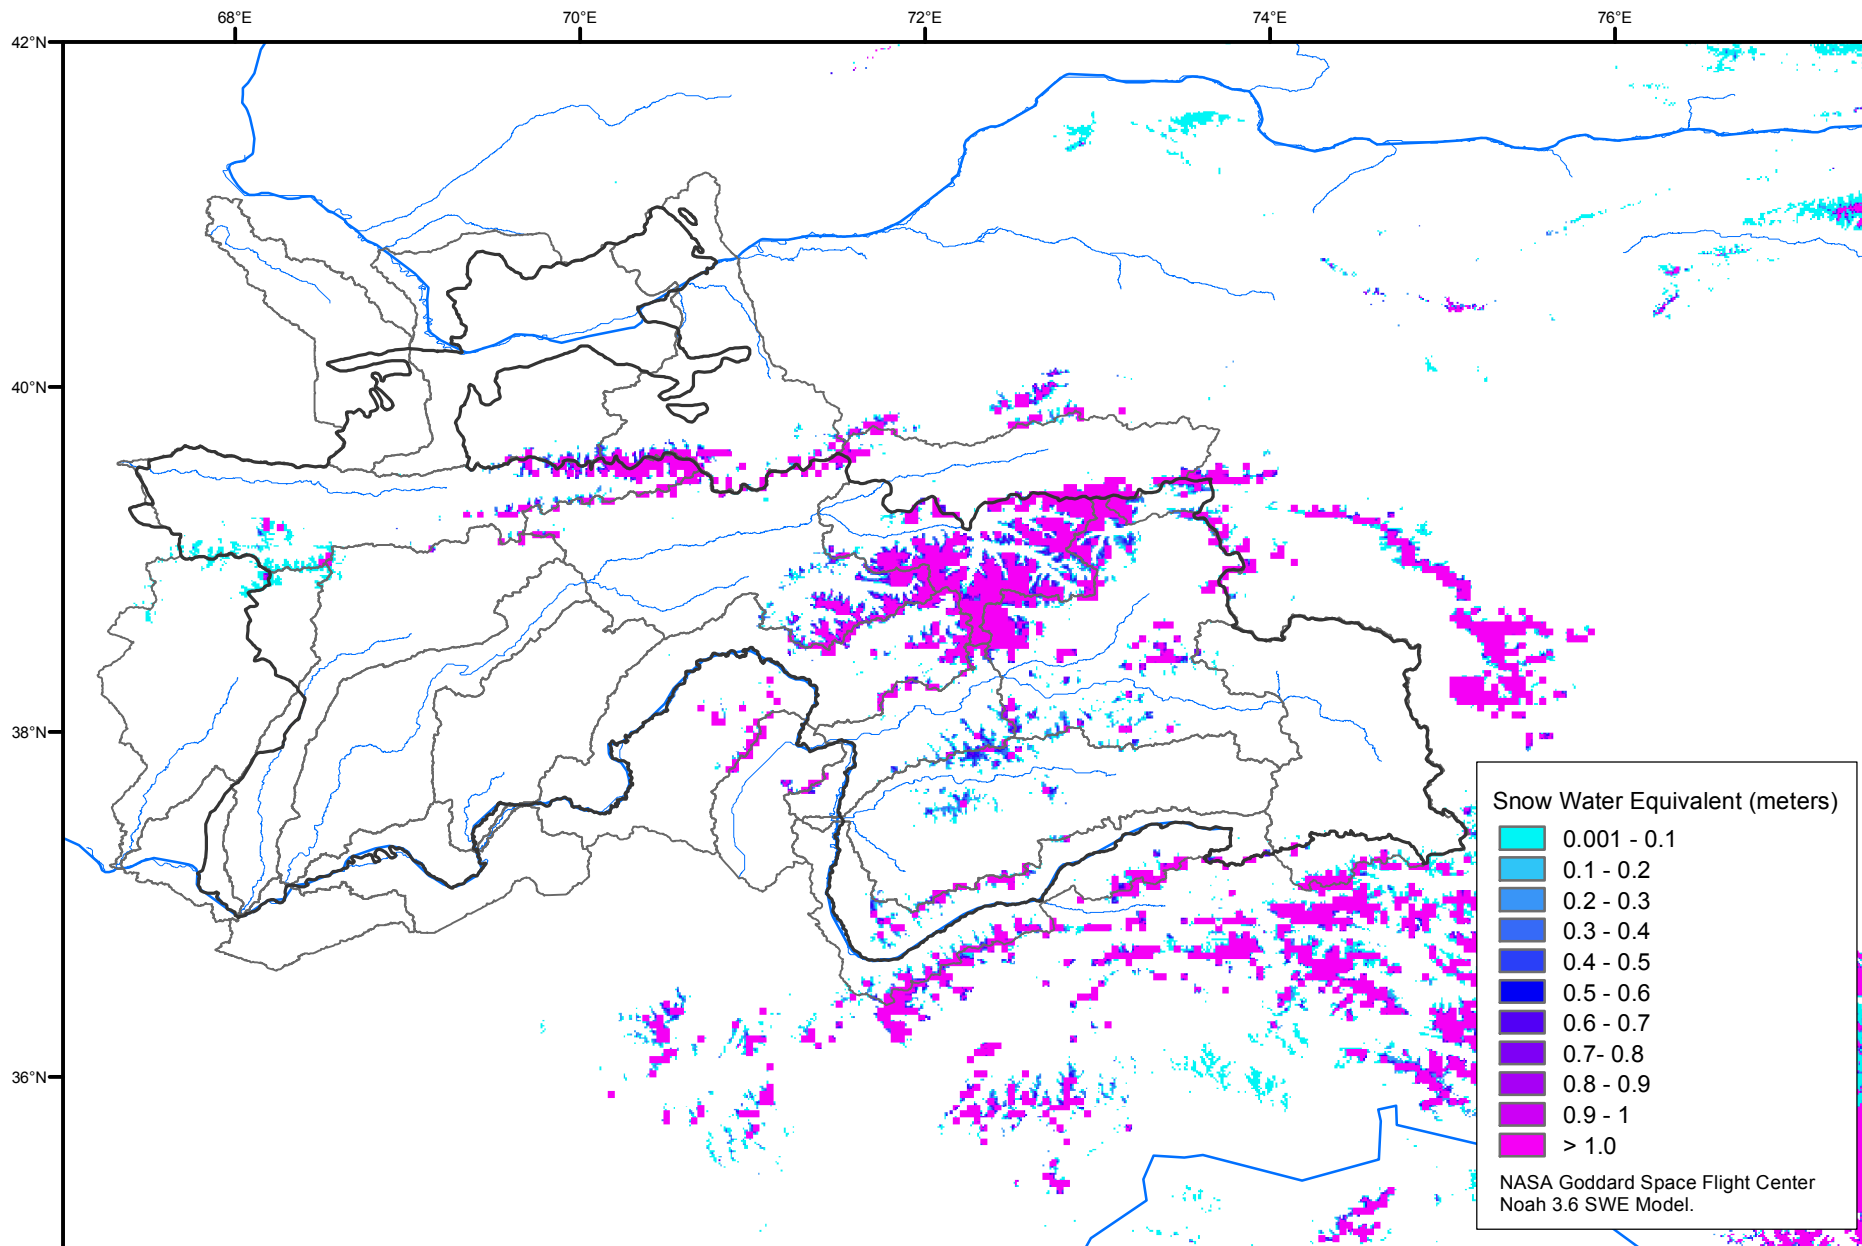 68°E
70°E
72°E
74°E
76°E
42°N
40°N
38°N
36°N
Snow Water Equivalent (meters)
0.001 - 0.1
0.1 - 0.2
0.2 - 0.3
0.3 - 0.4
0.4 - 0.5
0.5 - 0.6
0.6 - 0.7
0.7- 0.8
0.8 - 0.9
0.9 - 1
> 1.0
NASA Goddard Space Flight Center
Noah 3.6 SWE Model.